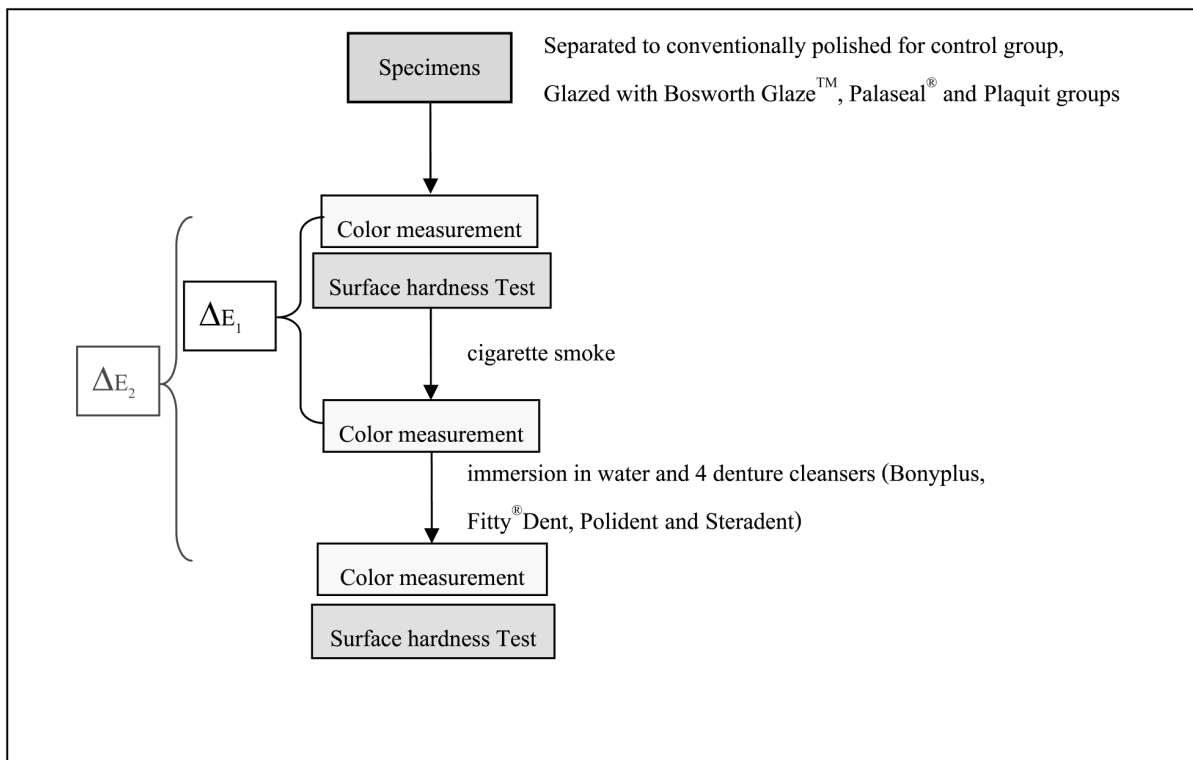 Specimens
Separated to conventionally polished for control group,
Glazed with Bosworth Glaze™, Palaseal® and Plaquit groups
Color measurement
Surface hardness Test
ΔE₁
cigarette smoke
ΔE₂
Color measurement
immersion in water and 4 denture cleansers (Bonyplus,
Fitty®Dent, Polident and Steradent)
Color measurement
Surface hardness Test